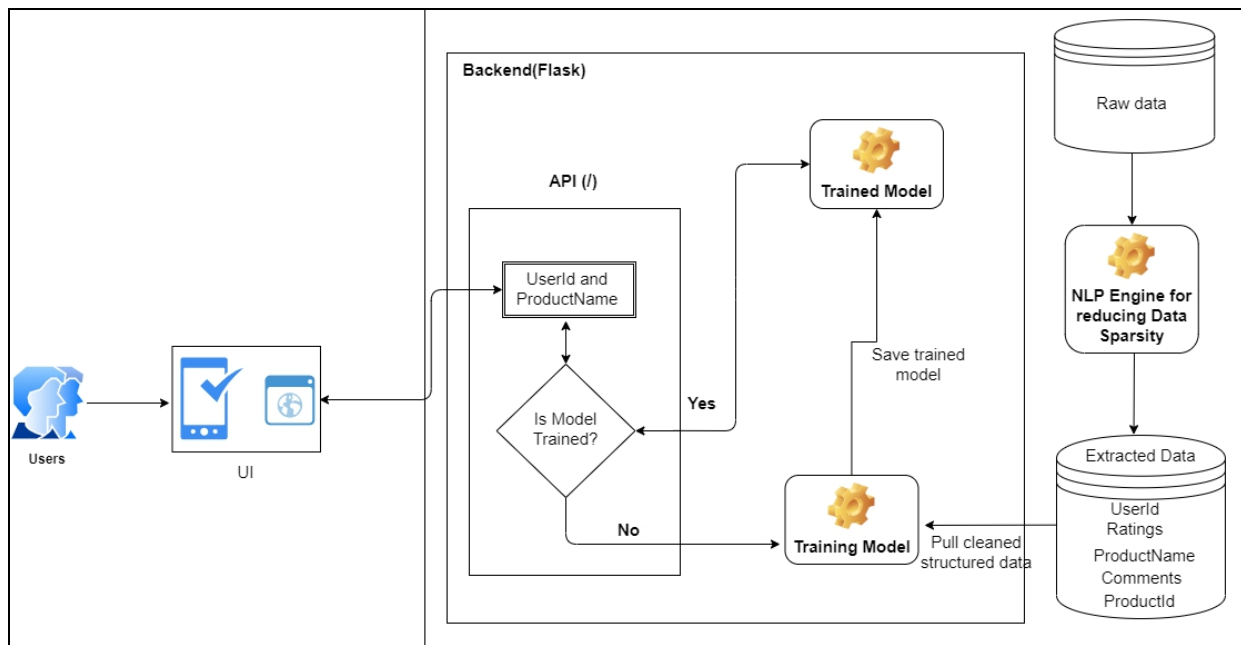 Backend(Flask)
Raw data
Trained Model
API (/)
UserId and
ProductName
NLP Engine for
reducing Data
Sparsity
Save trained
model
Users
UI
Is Model
Trained?
Yes
No
Training Model
Pull cleaned
structured data
Extracted Data
UserId
Ratings
ProductName
Comments
ProductId